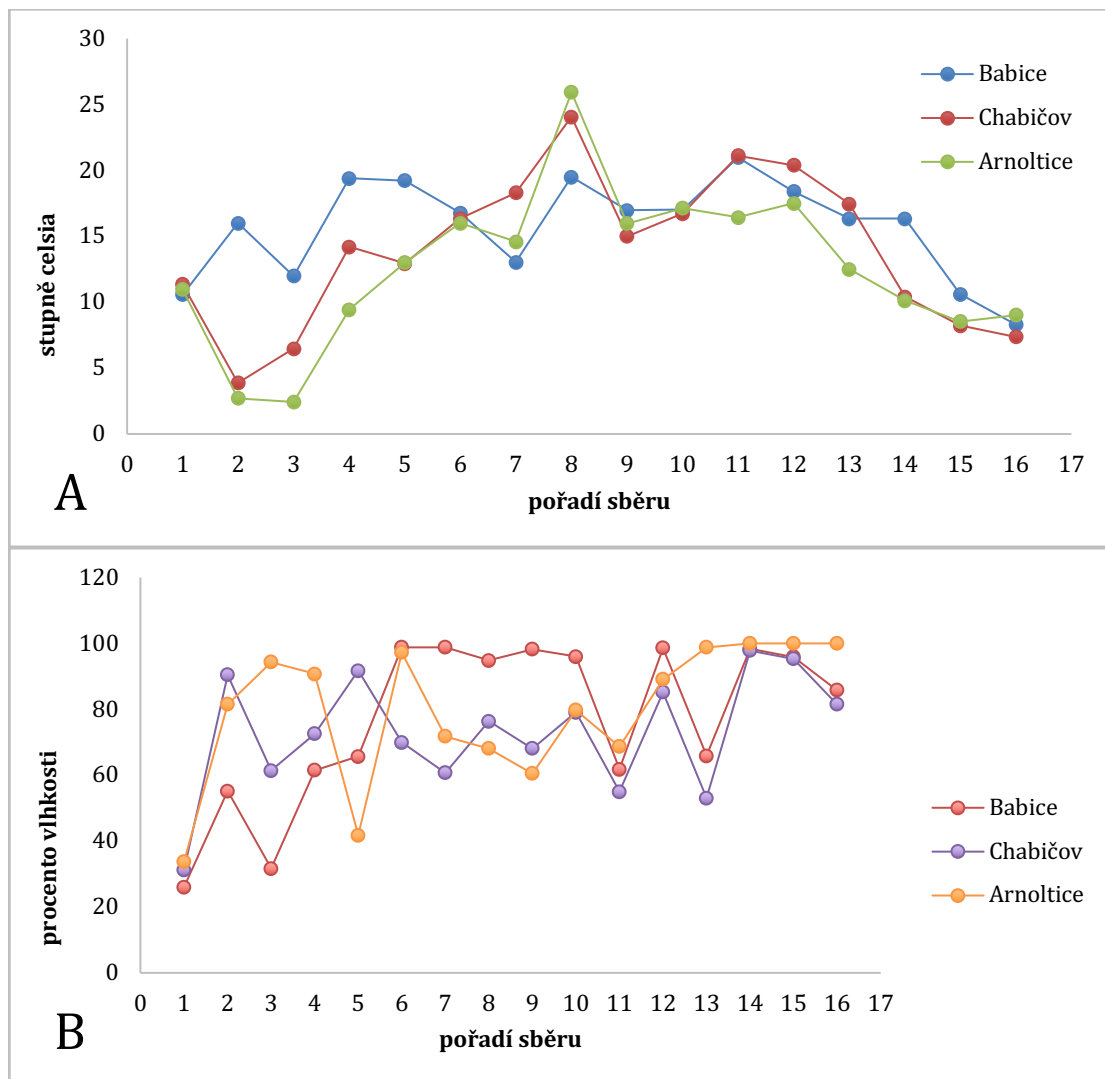 30
25
20
15
10
5
0
stupně celsia
Babice
Chabičov
Arnoltice
0 1 2 3 4 5 6 7 8 9 10 11 12 13 14 15 16 17
pořadí sběru
A
120
100
80
60
40
20
0
procento vlhkosti
Babice
Chabičov
Arnoltice
0 1 2 3 4 5 6 7 8 9 10 11 12 13 14 15 16 17
pořadí sběru
B